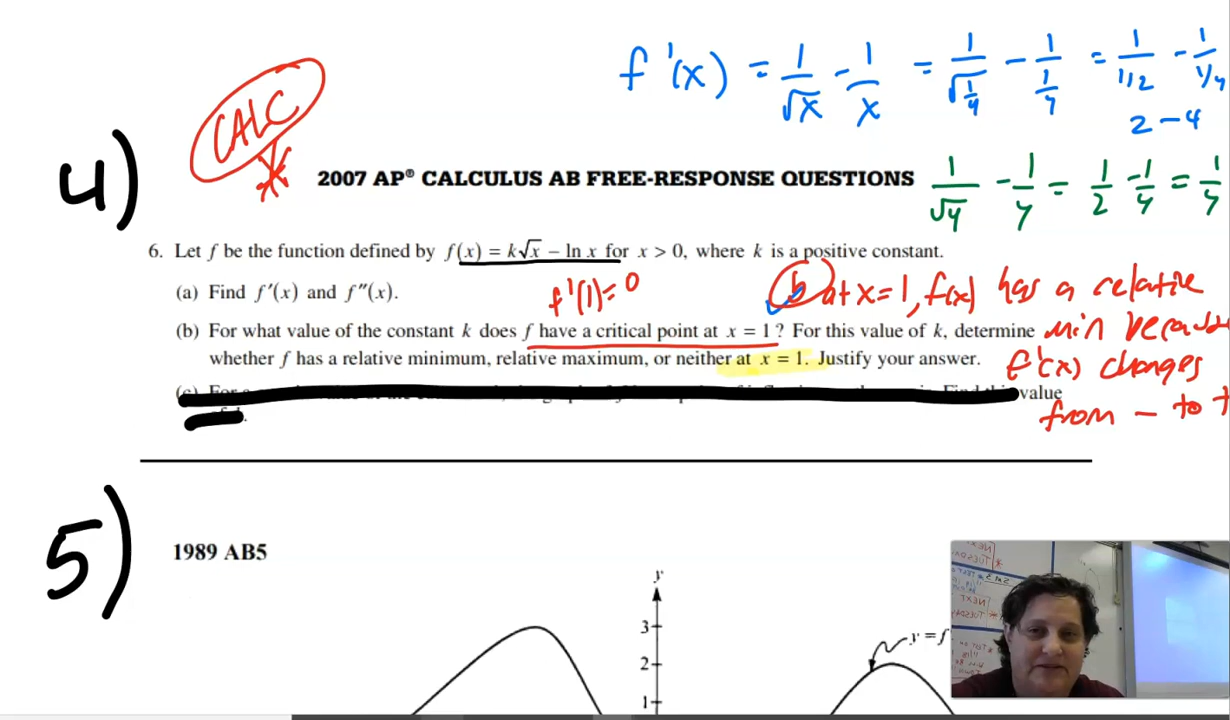 f'(x) = 1/√x - 1/x = 1/√(1/4) - 1/(1/4) = 1/(1/2) - 1/(1/4)
2 - 4
CALC
*
4)
2007 AP® CALCULUS AB FREE-RESPONSE QUESTIONS
1/√4 - 1/4 = 1/2 - 1/4 = 1/4
6. Let f be the function defined by f(x) = k√x − ln x for x > 0, where k is a positive constant.
(a) Find f′(x) and f″(x).
f'(1)=0
b at x=1, f(x) has a relative
(b) For what value of the constant k does f have a critical point at x = 1 ? For this value of k, determine
min because
whether f has a relative minimum, relative maximum, or neither at x = 1. Justify your answer.
f'(x) changes
value
from - to +
5)
1989 AB5
y
3
2
1
y = f
NEXT
NEXT